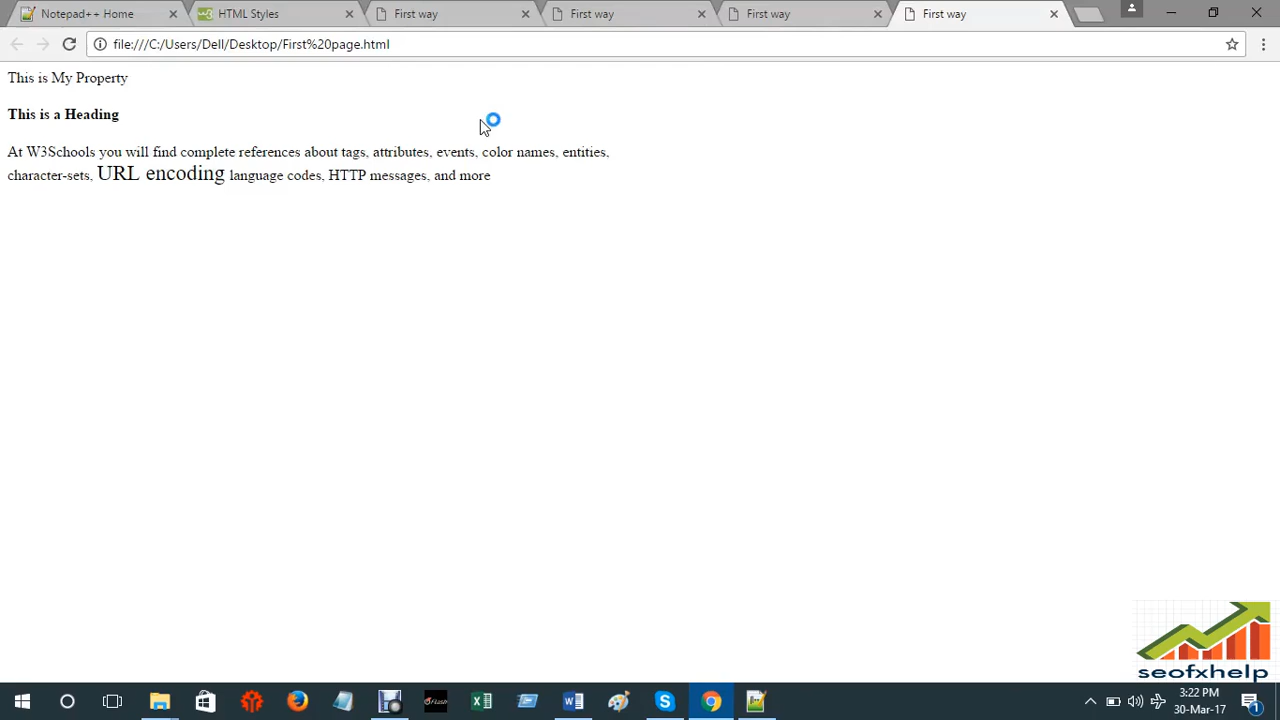 Notepad++ Home
HTML Styles
First way
First way
First way
First way
file:///C:/Users/Dell/Desktop/First%20page.html
This is My Property
This is a Heading
At W3Schools you will find complete references about tags, attributes, events, color names, entities,
character-sets, URL encoding language codes, HTTP messages, and more
seofxhelp
3:22 PM
30-Mar-17